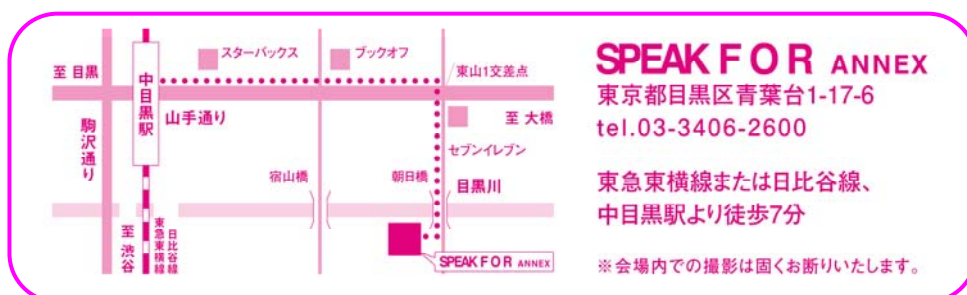 スターバックス
ブックオフ
至 目黒
中目黒駅
東山1交差点
山手通り
至 大橋
駒沢通り
セブンイレブン
宿山橋
朝日橋
目黒川
至 渋谷
東急東横線
日比谷線
SPEAK FOR ANNEX
SPEAK FOR ANNEX
東京都目黒区青葉台1-17-6
tel.03-3406-2600
東急東横線または日比谷線、
中目黒駅より徒歩7分
※会場内での撮影は固くお断りいたします。